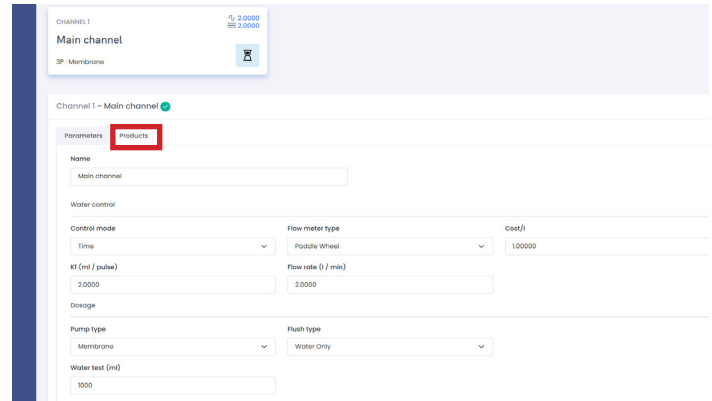 CHANNEL 1
2.0000
2.0000
Main channel
3P - Membrane
Channel 1 - Main channel
Parameters Products
Name
Main channel
Water control
Control mode Flow meter type Cost/l
Time Paddle Wheel 1.00000
Kf (ml / pulse) Flow rate (l / min)
2.0000 2.0000
Dosage
Pump type Flush type
Membrane Water Only
Water test (ml)
1000